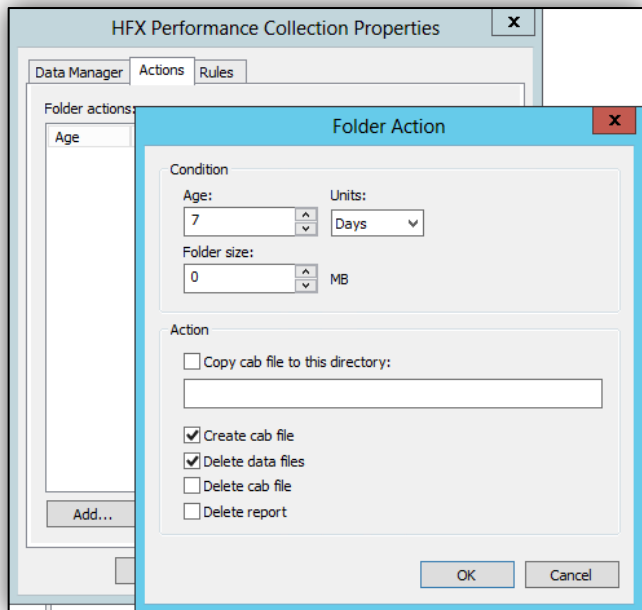 HFX Performance Collection Properties
x
Data Manager Actions Rules
Folder actions:
Age
Folder Action
x
Condition
Age: Units:
7 Days
Folder size:
0 MB
Action
Copy cab file to this directory:
Create cab file
Delete data files
Delete cab file
Delete report
Add...
OK Cancel